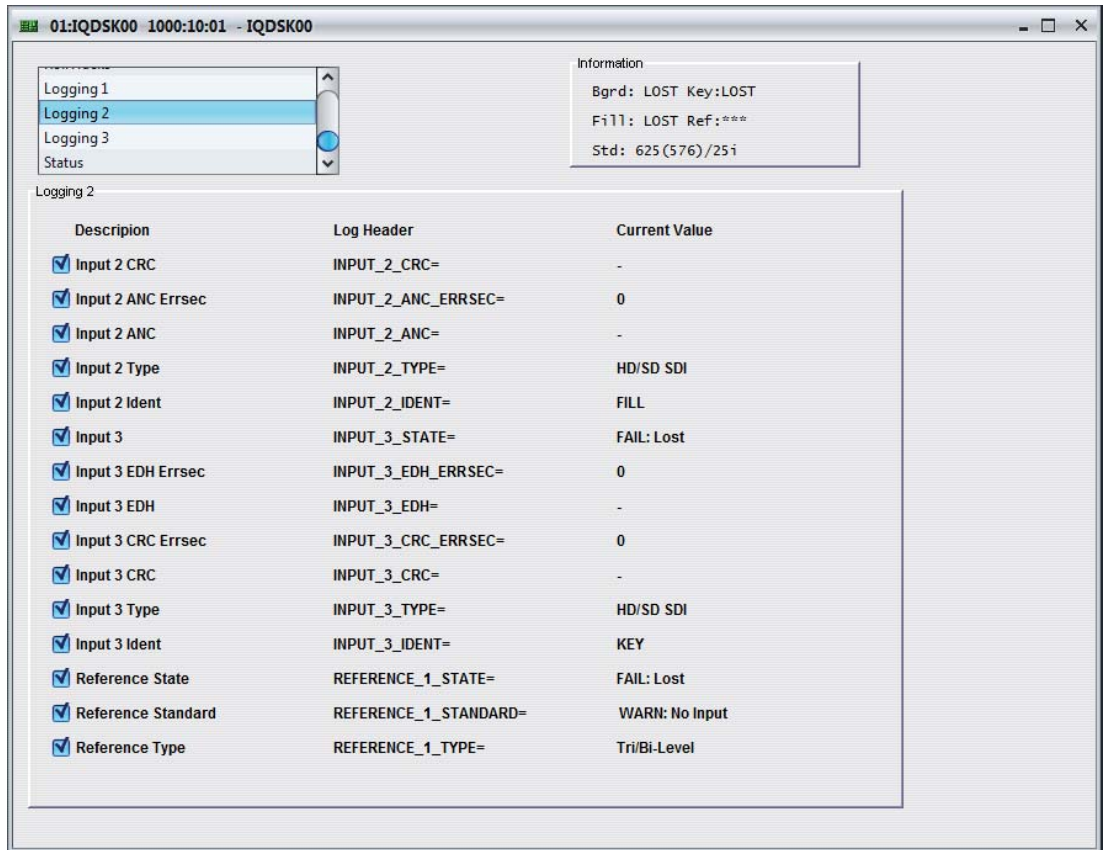 01:IQDSK00 1000:10:01 - IQDSK00
Logging 1
Logging 2
Logging 3
Status
Information
Bgrd: LOST Key:LOST
Fill: LOST Ref:***
Std: 625(576)/25i
Logging 2
Descripion Log Header Current Value
Input 2 CRC INPUT_2_CRC= -
Input 2 ANC Errsec INPUT_2_ANC_ERRSEC= 0
Input 2 ANC INPUT_2_ANC= -
Input 2 Type INPUT_2_TYPE= HD/SD SDI
Input 2 Ident INPUT_2_IDENT= FILL
Input 3 INPUT_3_STATE= FAIL: Lost
Input 3 EDH Errsec INPUT_3_EDH_ERRSEC= 0
Input 3 EDH INPUT_3_EDH= -
Input 3 CRC Errsec INPUT_3_CRC_ERRSEC= 0
Input 3 CRC INPUT_3_CRC= -
Input 3 Type INPUT_3_TYPE= HD/SD SDI
Input 3 Ident INPUT_3_IDENT= KEY
Reference State REFERENCE_1_STATE= FAIL: Lost
Reference Standard REFERENCE_1_STANDARD= WARN: No Input
Reference Type REFERENCE_1_TYPE= Tri/Bi-Level